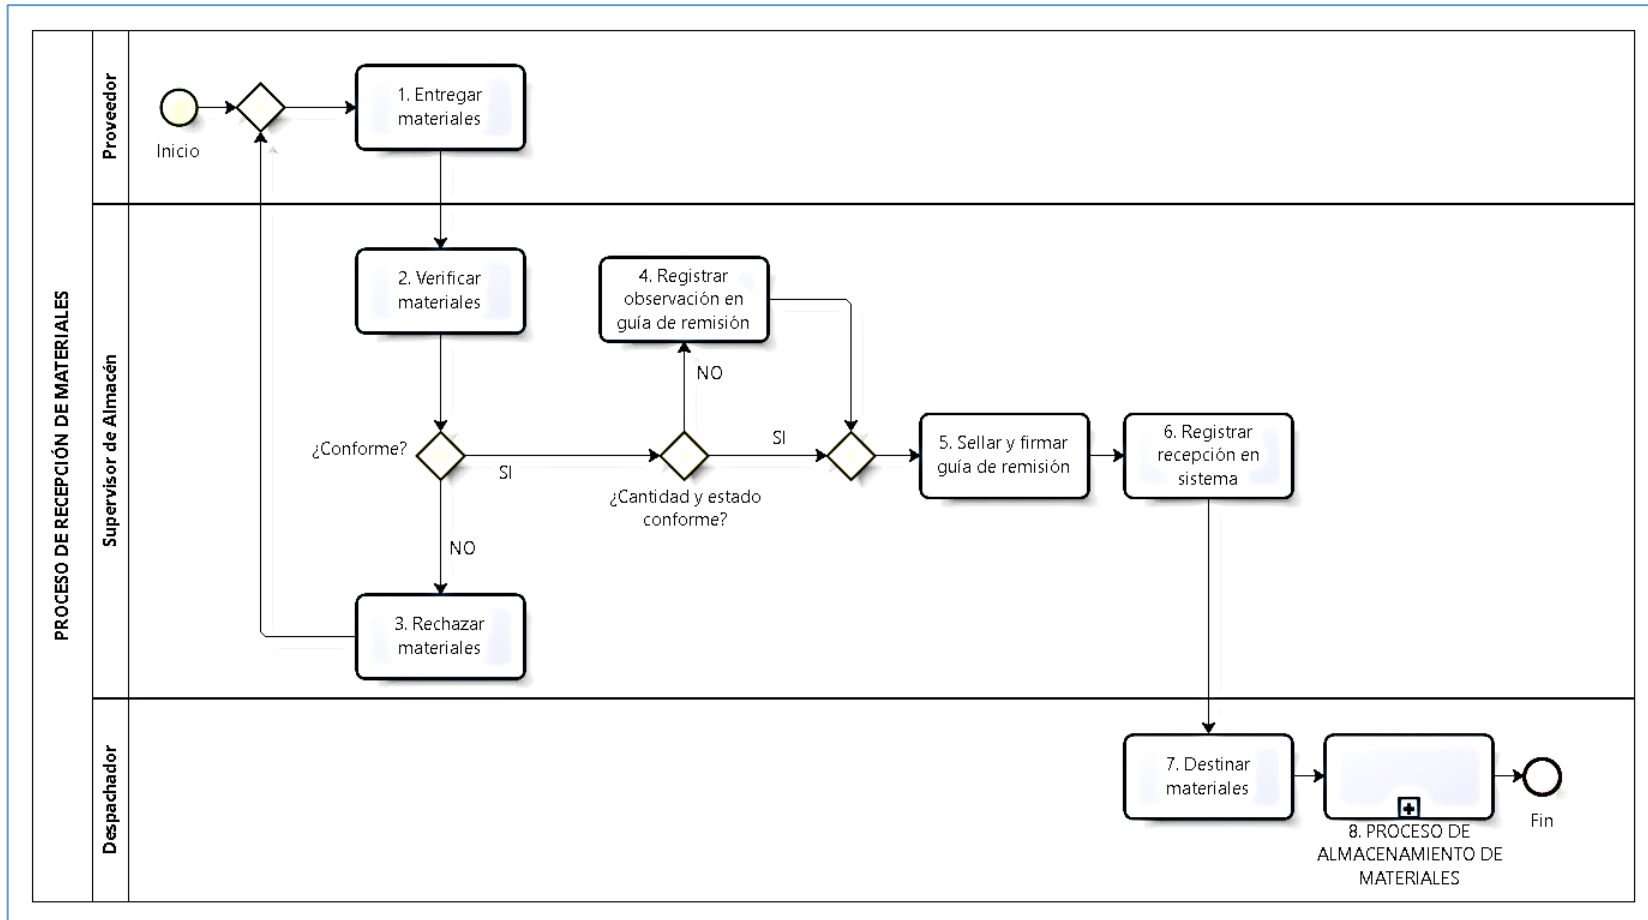 PROCESO DE RECEPCIÓN DE MATERIALES
Proveedor
Inicio
1. Entregar
materiales
Supervisor de Almacén
2. Verificar
materiales
¿Conforme?
SI
NO
3. Rechazar
materiales
4. Registrar
observación en
guía de remisión
NO
SI
¿Cantidad y estado
conforme?
5. Sellar y firmar
guía de remisión
6. Registrar
recepción en
sistema
Despachador
7. Destinar
materiales
8. PROCESO DE
ALMACENAMIENTO DE
MATERIALES
Fin